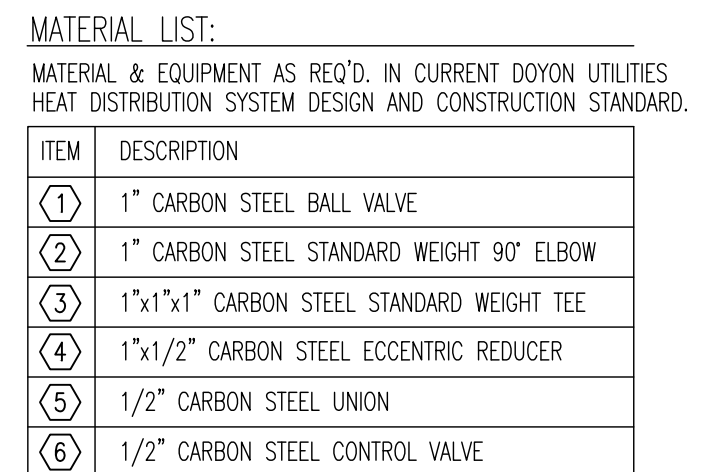 MATERIAL LIST:
MATERIAL & EQUIPMENT AS REQ'D. IN CURRENT DOYON UTILITIES
HEAT DISTRIBUTION SYSTEM DESIGN AND CONSTRUCTION STANDARD.
ITEM DESCRIPTION
1 1" CARBON STEEL BALL VALVE
2 1" CARBON STEEL STANDARD WEIGHT 90° ELBOW
3 1"x1"x1" CARBON STEEL STANDARD WEIGHT TEE
4 1"x1/2" CARBON STEEL ECCENTRIC REDUCER
5 1/2" CARBON STEEL UNION
6 1/2" CARBON STEEL CONTROL VALVE